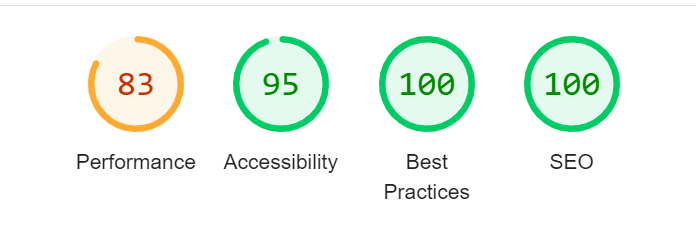 83 95 100 100
Performance Accessibility Best SEO
Practices